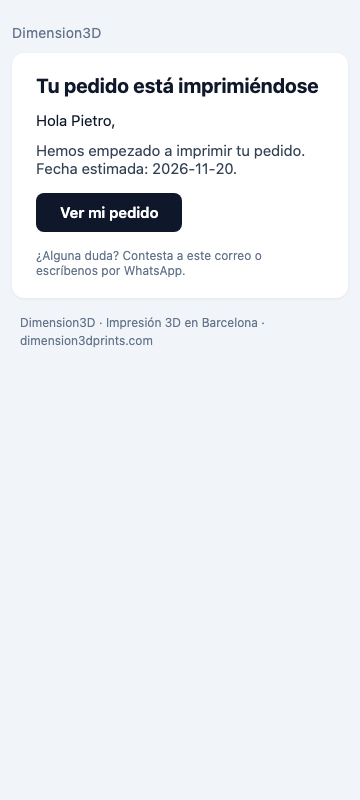 Dimension3D
Tu pedido está imprimiéndose
Hola Pietro,
Hemos empezado a imprimir tu pedido.
Fecha estimada: 2026-11-20.
Ver mi pedido
¿Alguna duda? Contesta a este correo o
escríbenos por WhatsApp.
Dimension3D · Impresión 3D en Barcelona ·
dimension3dprints.com